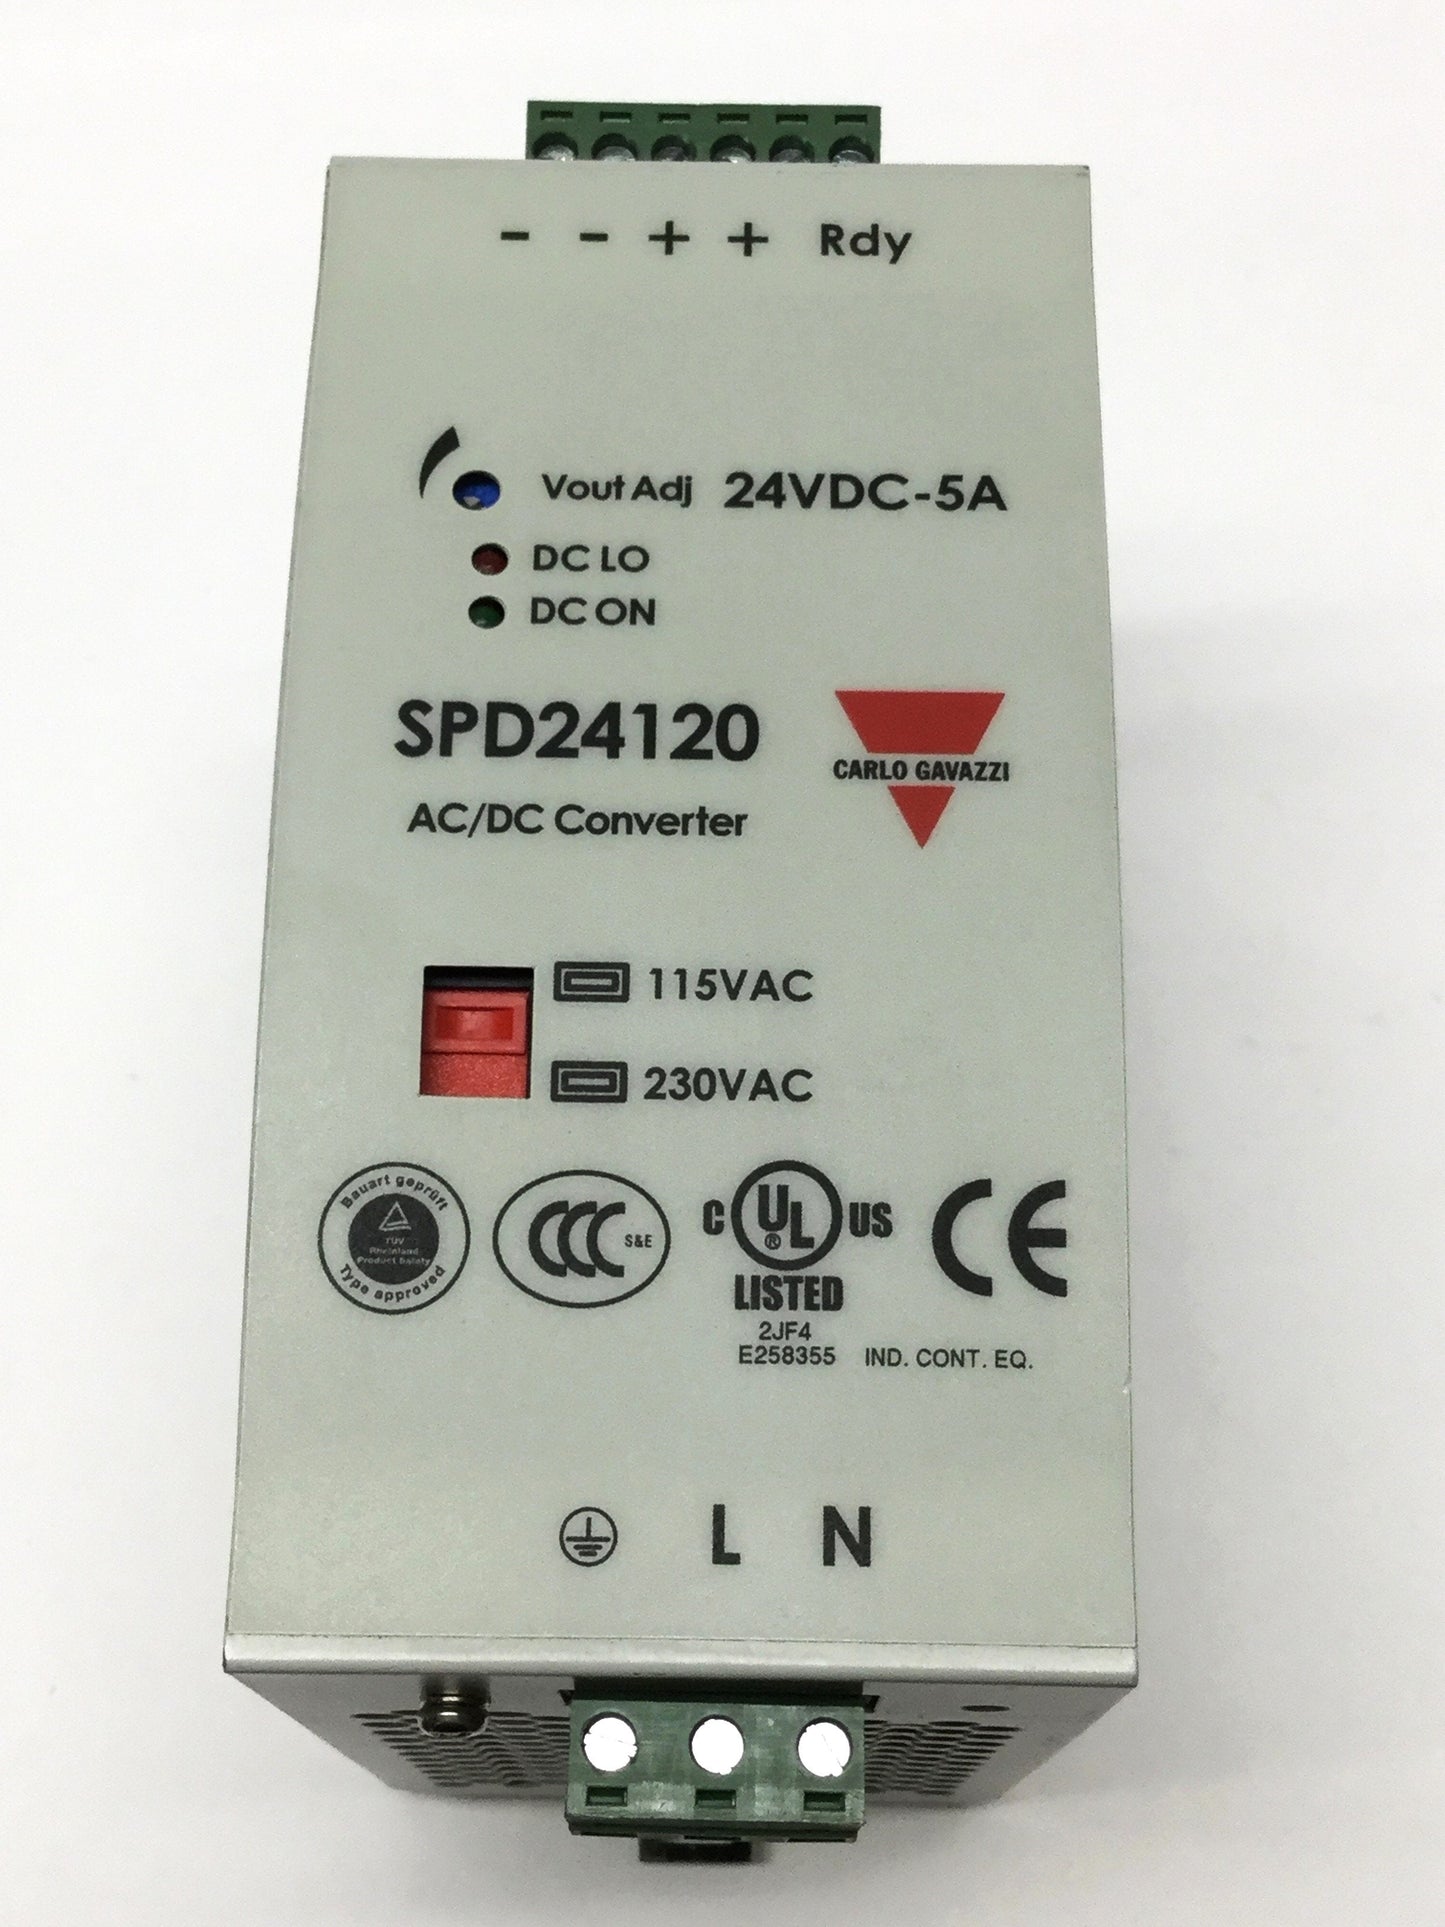 - - + + Rdy
Vout Adj 24VDC-5A
DC LO
DC ON
SPD24120
CARLO GAVAZZI
AC/DC Converter
115VAC
230VAC
Bauart geprüft
TÜV
Rheinland
Product Safety
Type approved
CCC S&E
C UL US
®
LISTED
2JF4
E258355 IND. CONT. EQ.
CE
L N